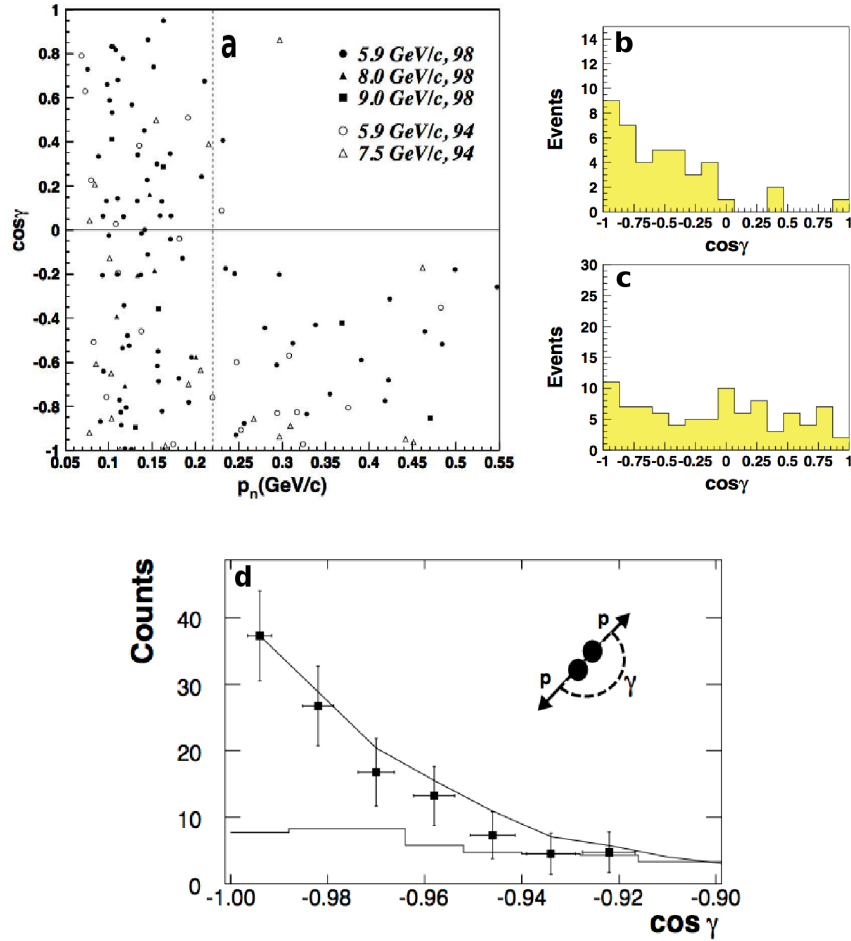 a
5.9 GeV/c, 98
8.0 GeV/c, 98
9.0 GeV/c, 98
5.9 GeV/c, 94
7.5 GeV/c, 94
cosγ
1
0.8
0.6
0.4
0.2
0
-0.2
-0.4
-0.6
-0.8
-1
0.05 0.1 0.15 0.2 0.25 0.3 0.35 0.4 0.45 0.5 0.55
pn(GeV/c)
b
Events
14
12
10
8
6
4
2
0
-1 -0.75 -0.5 -0.25 0 0.25 0.5 0.75 1
cosγ
c
Events
30
25
20
15
10
5
0
-1 -0.75 -0.5 -0.25 0 0.25 0.5 0.75 1
cosγ
d
Counts
40
30
20
10
0
p
p
γ
-1.00 -0.98 -0.96 -0.94 -0.92 -0.90
cos γ